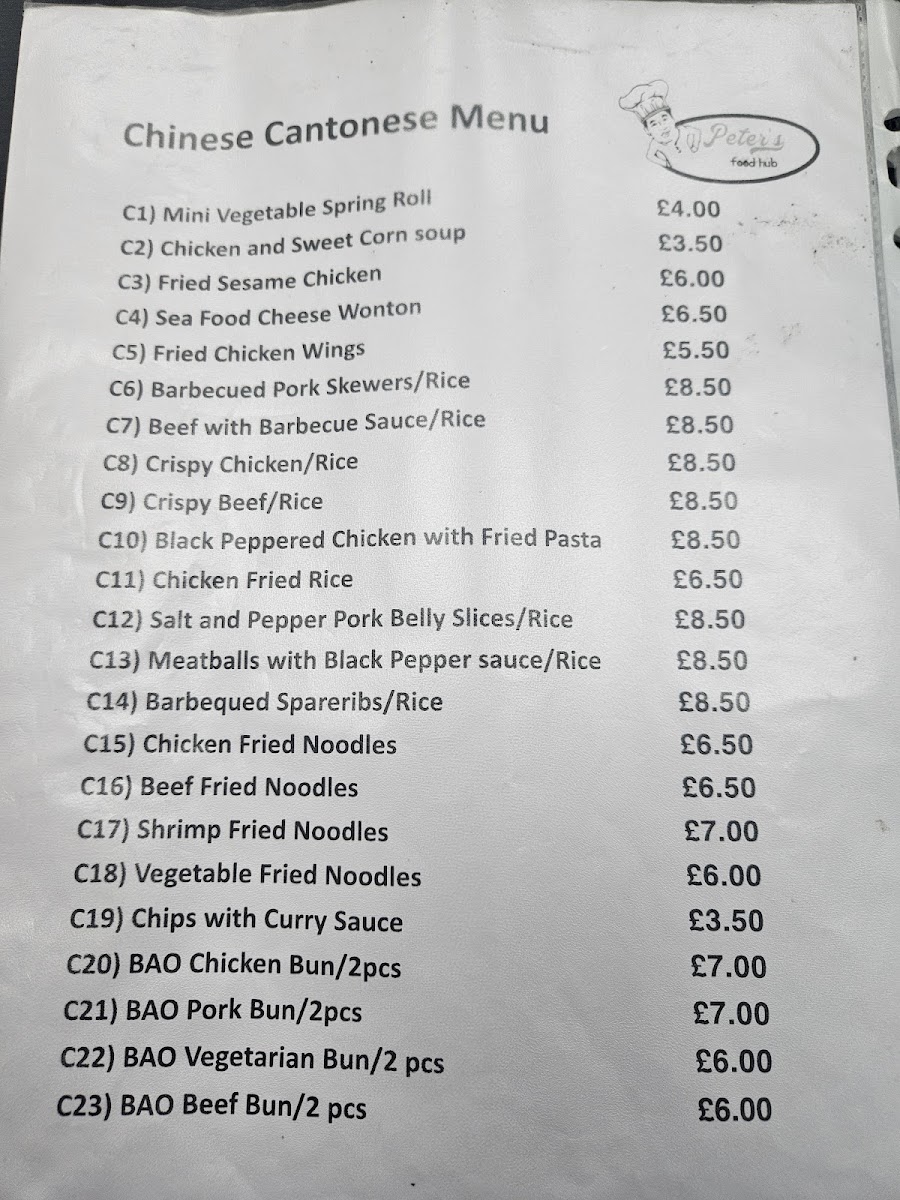 Chinese Cantonese Menu
Peter's
food hub
C1) Mini Vegetable Spring Roll £4.00
C2) Chicken and Sweet Corn soup £3.50
C3) Fried Sesame Chicken £6.00
C4) Sea Food Cheese Wonton £6.50
C5) Fried Chicken Wings £5.50
C6) Barbecued Pork Skewers/Rice £8.50
C7) Beef with Barbecue Sauce/Rice £8.50
C8) Crispy Chicken/Rice £8.50
C9) Crispy Beef/Rice £8.50
C10) Black Peppered Chicken with Fried Pasta £8.50
C11) Chicken Fried Rice £6.50
C12) Salt and Pepper Pork Belly Slices/Rice £8.50
C13) Meatballs with Black Pepper sauce/Rice £8.50
C14) Barbequed Spareribs/Rice £8.50
C15) Chicken Fried Noodles £6.50
C16) Beef Fried Noodles £6.50
C17) Shrimp Fried Noodles £7.00
C18) Vegetable Fried Noodles £6.00
C19) Chips with Curry Sauce £3.50
C20) BAO Chicken Bun/2pcs £7.00
C21) BAO Pork Bun/2pcs £7.00
C22) BAO Vegetarian Bun/2 pcs £6.00
C23) BAO Beef Bun/2 pcs £6.00